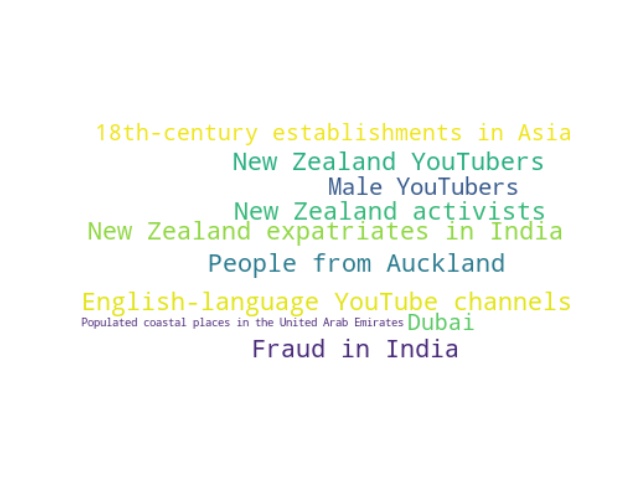 18th-century establishments in Asia
New Zealand YouTubers
Male YouTubers
New Zealand activists
New Zealand expatriates in India
People from Auckland
English-language YouTube channels
Populated coastal places in the United Arab Emirates Dubai
Fraud in India